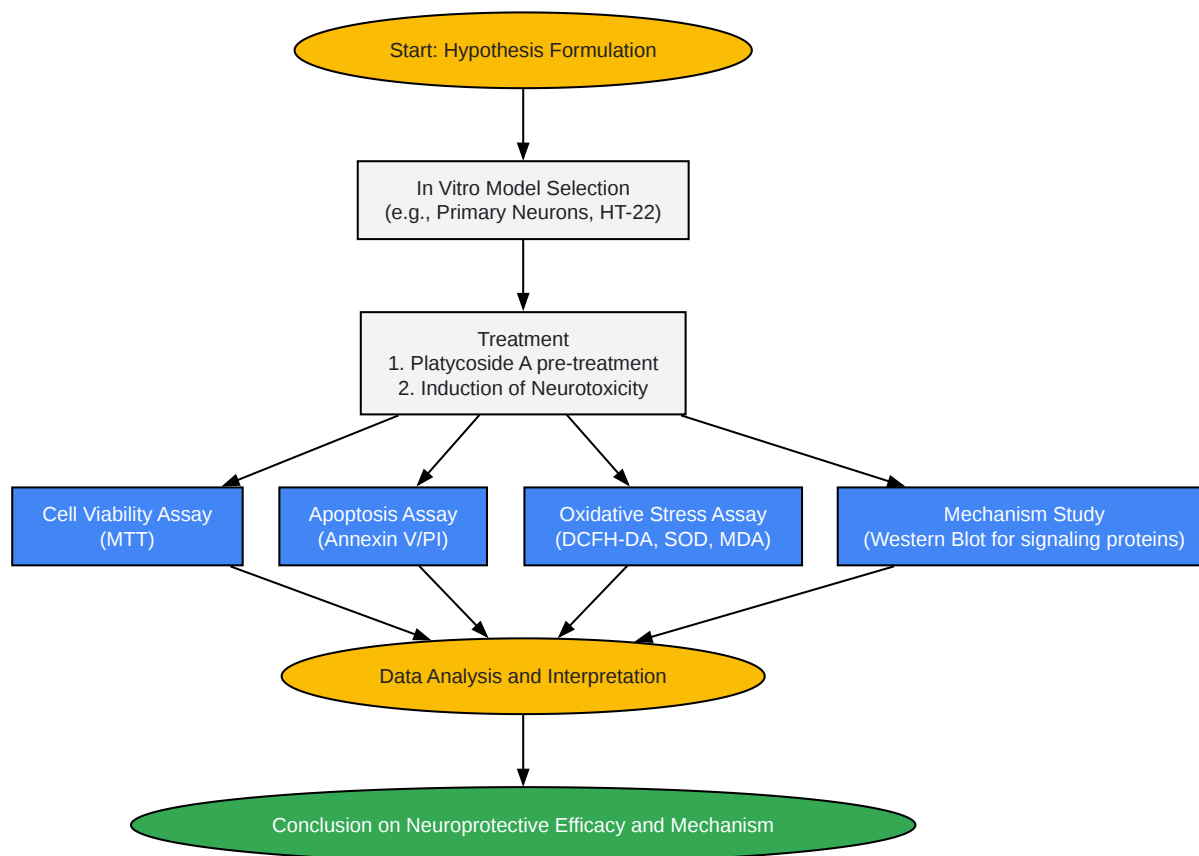 Start: Hypothesis Formulation
In Vitro Model Selection
(e.g., Primary Neurons, HT-22)
Treatment
1. Platycoside A pre-treatment
2. Induction of Neurotoxicity
Cell Viability Assay
(MTT)
Apoptosis Assay
(Annexin V/PI)
Oxidative Stress Assay
(DCFH-DA, SOD, MDA)
Mechanism Study
(Western Blot for signaling proteins)
Data Analysis and Interpretation
Conclusion on Neuroprotective Efficacy and Mechanism